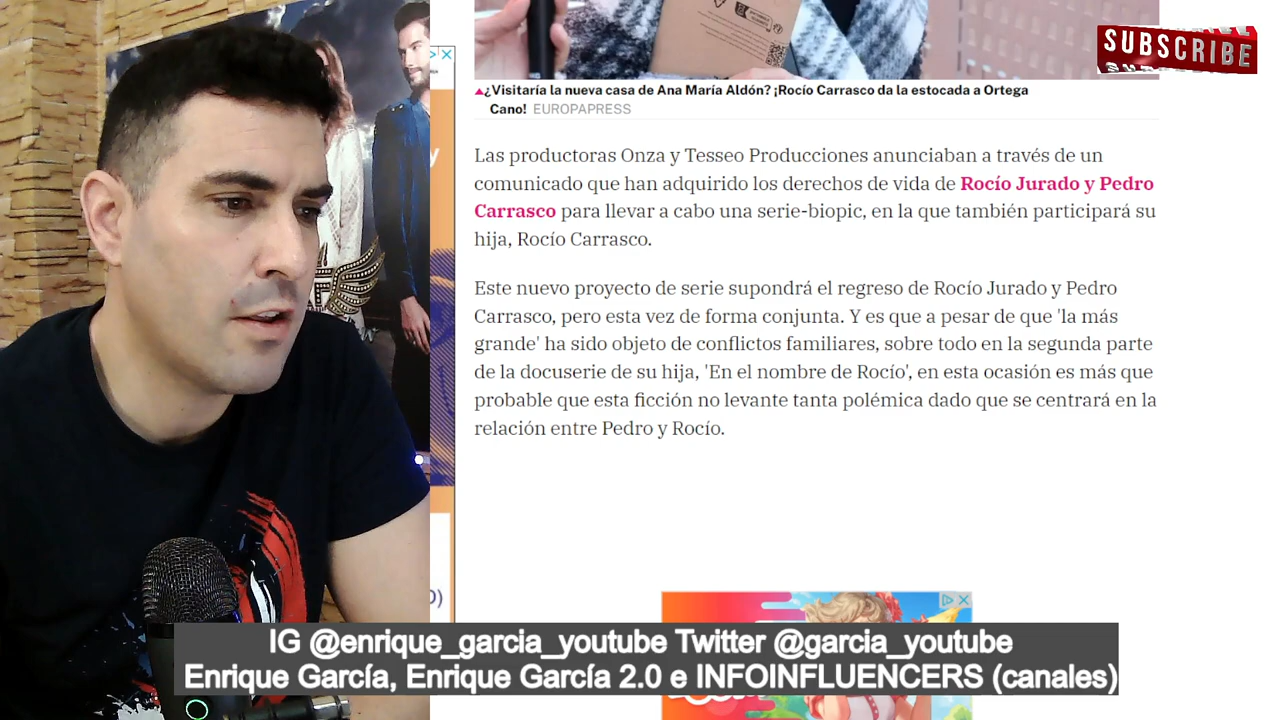 SUBSCRIBE
¿Visitaría la nueva casa de Ana María Aldón? ¡Rocío Carrasco da la estocada a Ortega
Cano! EUROPAPRESS
Las productoras Onza y Tesseo Producciones anunciaban a través de un
comunicado que han adquirido los derechos de vida de Rocío Jurado y Pedro
Carrasco para llevar a cabo una serie-biopic, en la que también participará su
hija, Rocío Carrasco.
Este nuevo proyecto de serie supondrá el regreso de Rocío Jurado y Pedro
Carrasco, pero esta vez de forma conjunta. Y es que a pesar de que 'la más
grande' ha sido objeto de conflictos familiares, sobre todo en la segunda parte
de la docuserie de su hija, 'En el nombre de Rocío', en esta ocasión es más que
probable que esta ficción no levante tanta polémica dado que se centrará en la
relación entre Pedro y Rocío.
IG @enrique_garcia_youtube Twitter @garcia_youtube
Enrique García, Enrique García 2.0 e INFOINFLUENCERS (canales)